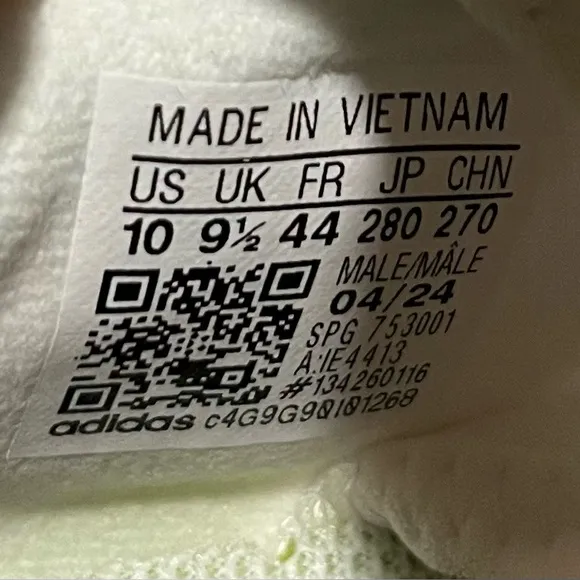 MADE IN VIETNAM
US UK FR JP CHN
10 9½ 44 280 270
MALE/MÂLE
04/24
SPG 753001
A:IE4413
#134260116
adidas c4G9G9QI01268